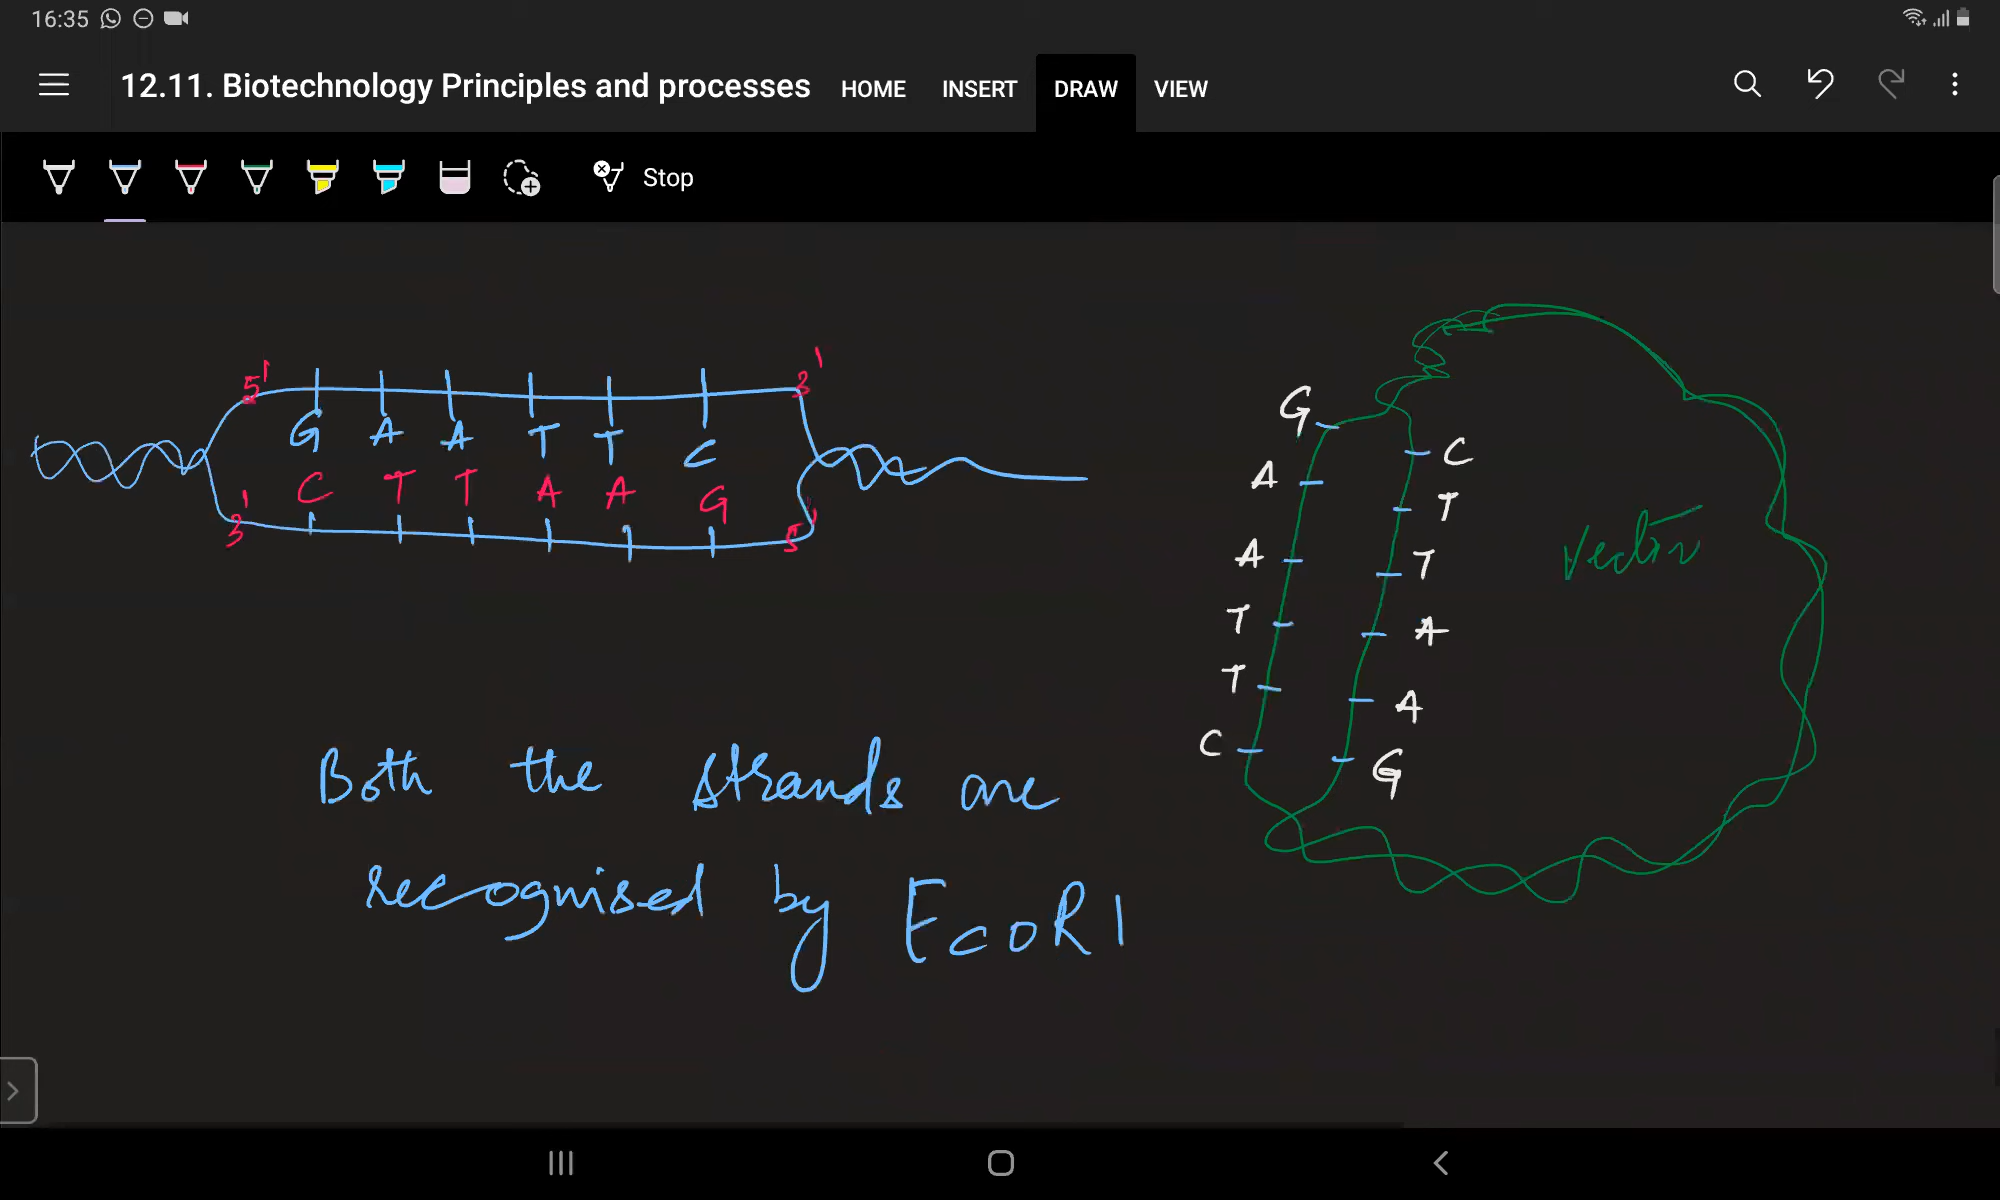 16:35
12.11. Biotechnology Principles and processes HOME INSERT DRAW VIEW
Stop
5' 3'
G A A T T C
C T T A A G
3' 5'
G
A
A
T
T
C
C
T
T
A
A
G
Vector
Both the strands are
recognised by EcoRI